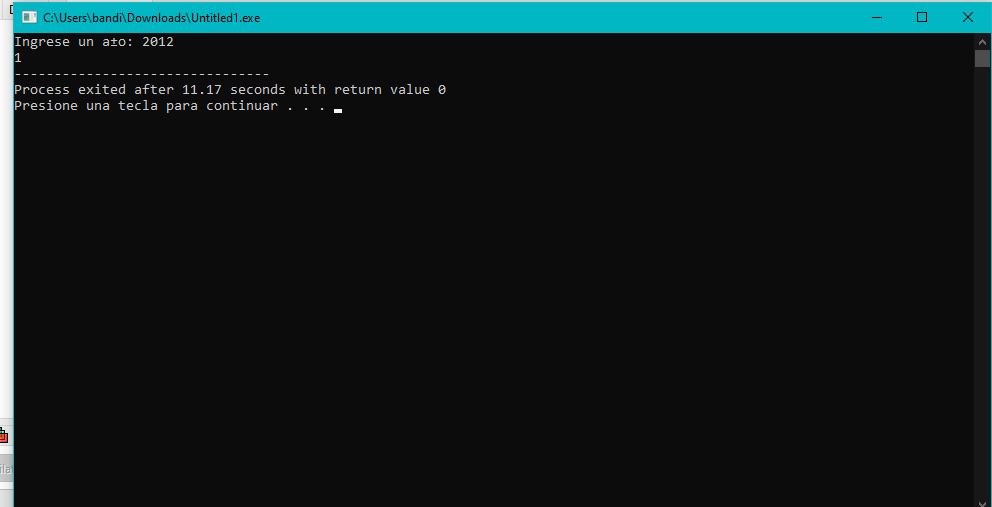 C:\Users\bandi\Downloads\Untitled1.exe
Ingrese un a±o: 2012
1
--------------------------------
Process exited after 11.17 seconds with return value 0
Presione una tecla para continuar . . .